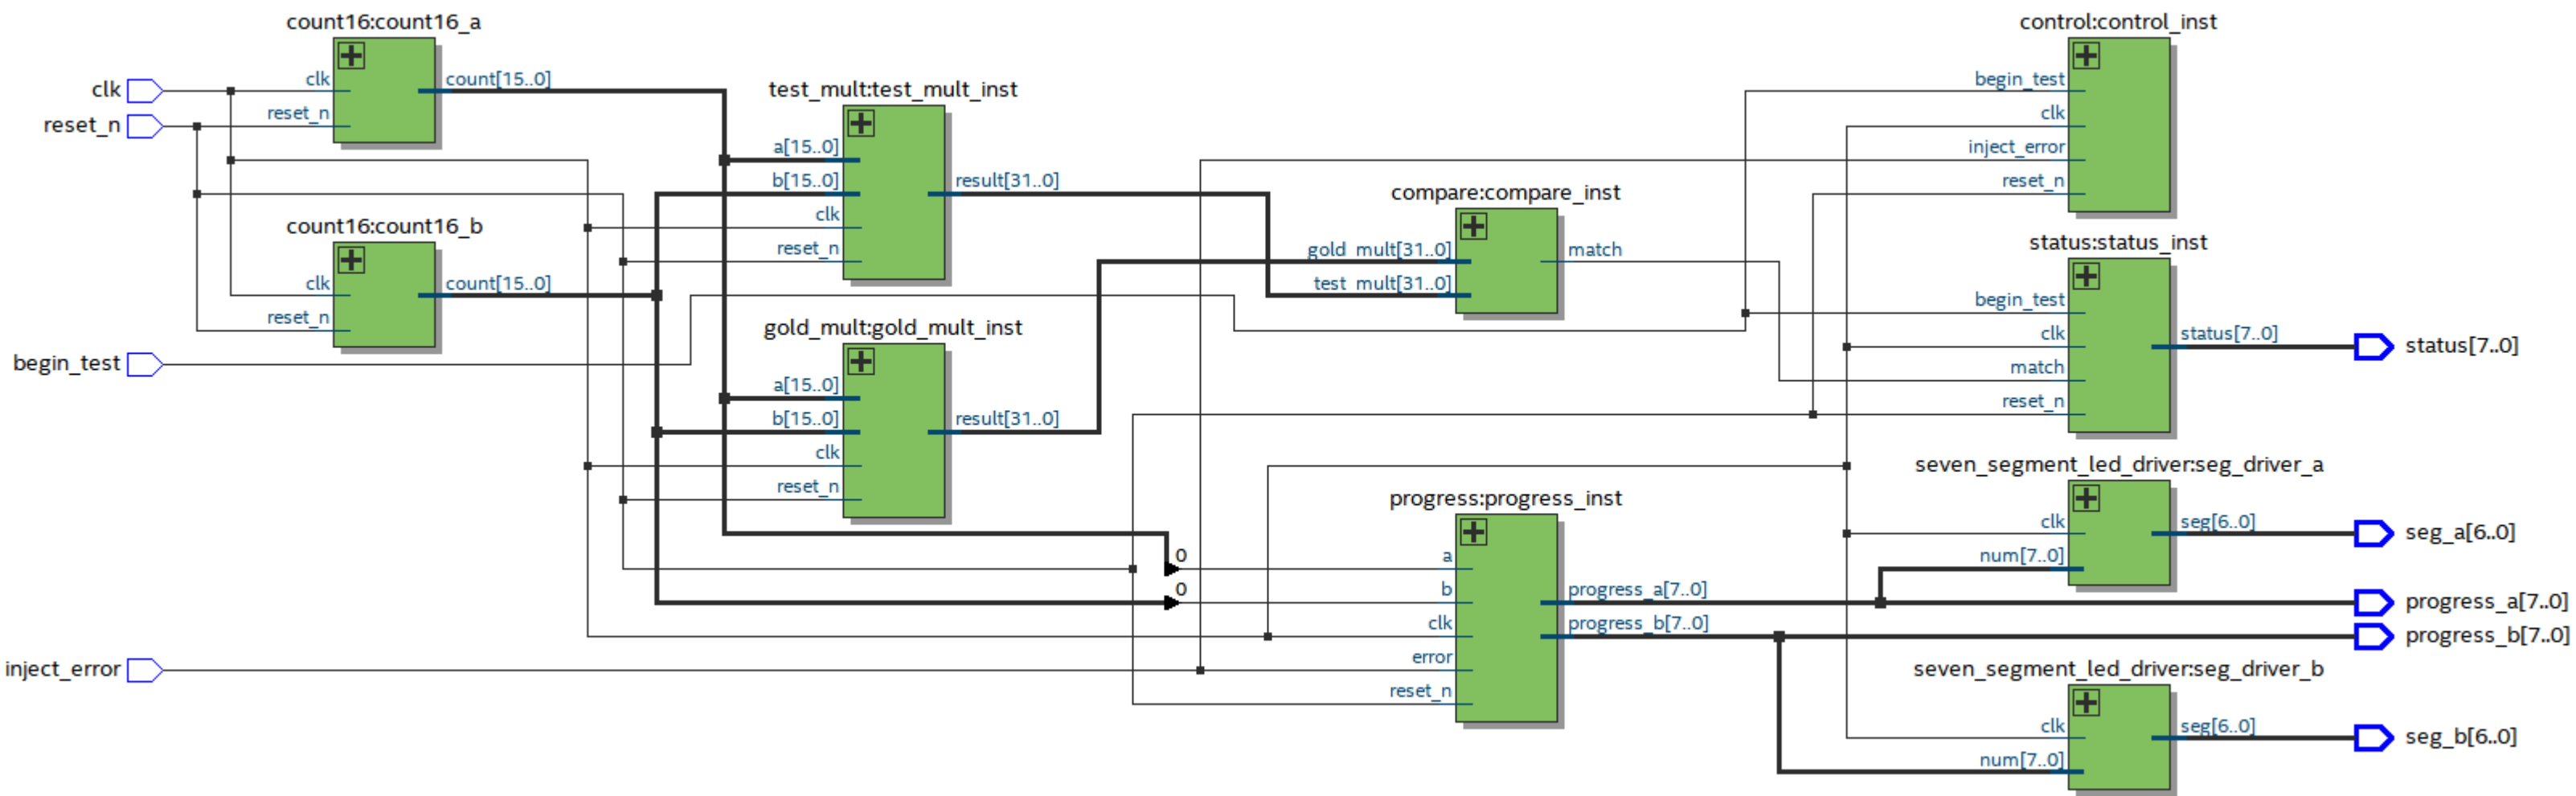 count16:count16_a
clk
clk
count[15..0]
reset_n
reset_n
count16:count16_b
clk
count[15..0]
reset_n
begin_test
inject_error
test_mult:test_mult_inst
a[15..0]
b[15..0]
result[31..0]
clk
reset_n
gold_mult:gold_mult_inst
a[15..0]
b[15..0]
result[31..0]
clk
reset_n
compare:compare_inst
gold_mult[31..0]
match
test_mult[31..0]
progress:progress_inst
0
a
0
b
progress_a[7..0]
clk
progress_b[7..0]
error
reset_n
control:control_inst
begin_test
clk
inject_error
reset_n
status:status_inst
begin_test
clk
status[7..0]
status[7..0]
match
reset_n
seven_segment_led_driver:seg_driver_a
clk
seg[6..0]
seg_a[6..0]
num[7..0]
progress_a[7..0]
progress_b[7..0]
seven_segment_led_driver:seg_driver_b
clk
seg[6..0]
seg_b[6..0]
num[7..0]